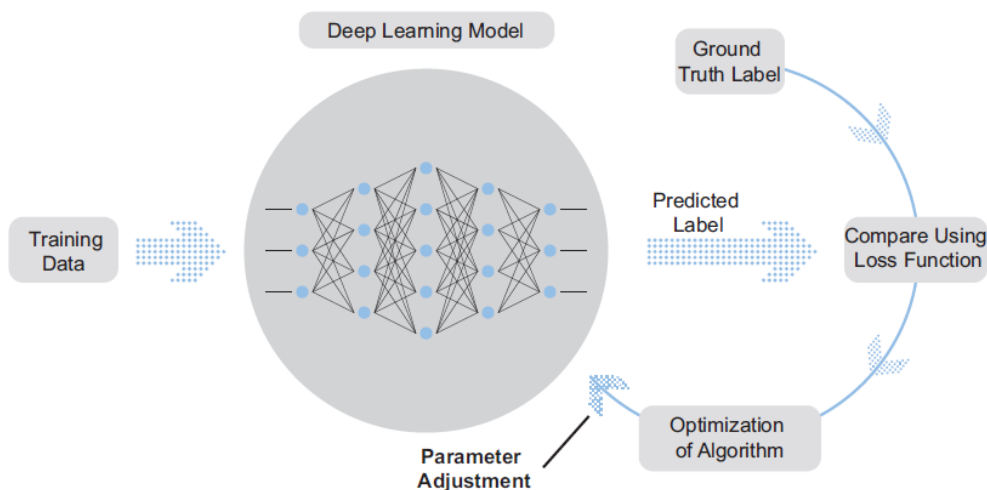 Deep Learning Model
Ground
Truth Label
Training
Data
Predicted
Label
Compare Using
Loss Function
Optimization
of Algorithm
Parameter
Adjustment